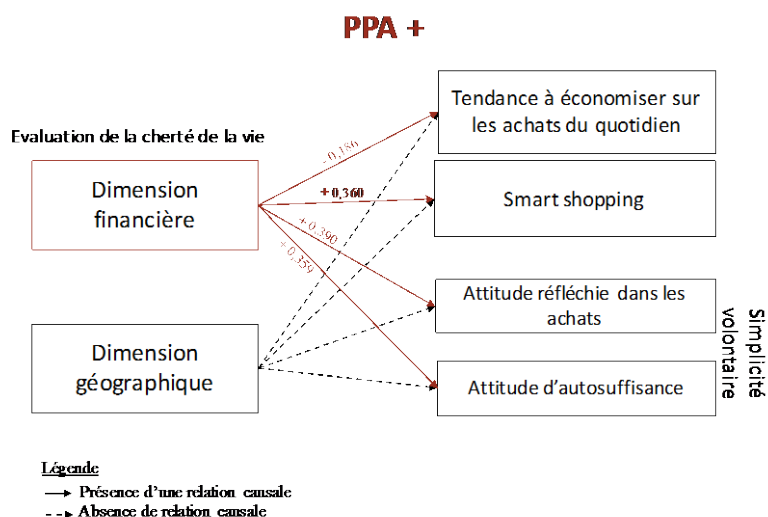 PPA +
Evaluation de la cherté de la vie
Dimension
financière
Dimension
géographique
- 0,186
+ 0,360
+ 0,390
+ 0,359
Tendance à économiser sur
les achats du quotidien
Smart shopping
Attitude réfléchie dans les
achats
Attitude d’autosuffisance
Simplicité
volontaire
Légende
Présence d’une relation causale
Absence de relation causale